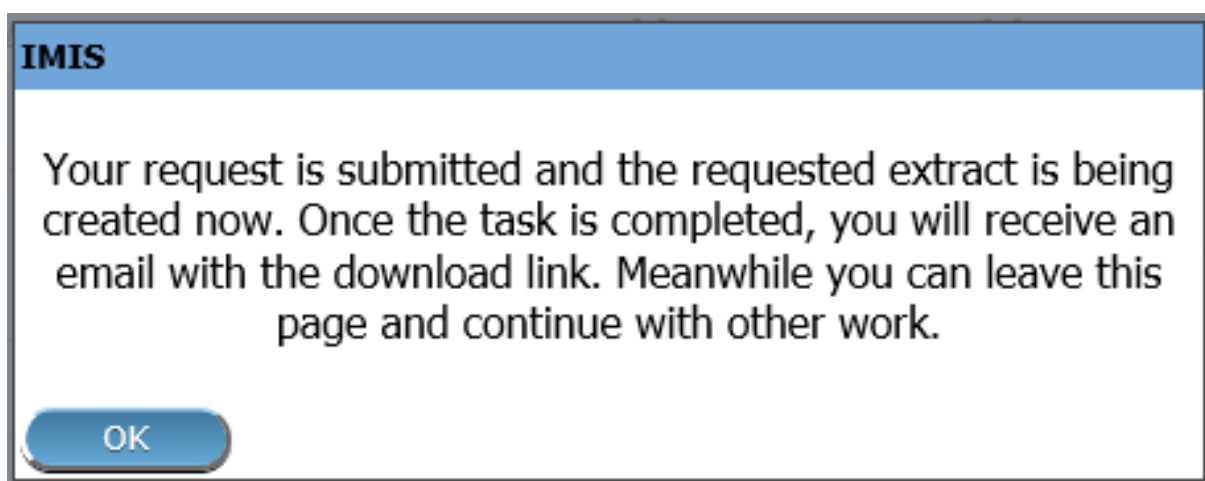 IMIS
Your request is submitted and the requested extract is being
created now. Once the task is completed, you will receive an
email with the download link. Meanwhile you can leave this
page and continue with other work.
OK